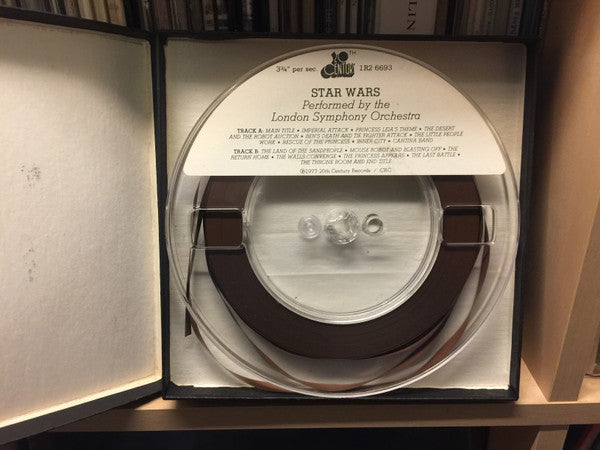 3¾" per sec.
20TH
CENTURY
1R2 6693
STAR WARS
Performed by the
London Symphony Orchestra
TRACK A: MAIN TITLE • IMPERIAL ATTACK • PRINCESS LEIA'S THEME • THE DESERT
AND THE ROBOT AUCTION • BEN'S DEATH AND TIE FIGHTER ATTACK • THE LITTLE PEOPLE
WORK • RESCUE OF THE PRINCESS • INNER CITY • CANTINA BAND
TRACK B: THE LAND OF THE SANDPEOPLE • MOUSE ROBOT AND BLASTING OFF • THE
RETURN HOME • THE WALLS CONVERGE • THE PRINCESS APPEARS • THE LAST BATTLE •
THE THRONE ROOM AND END TITLE
℗1977 20th Century Records / CRC